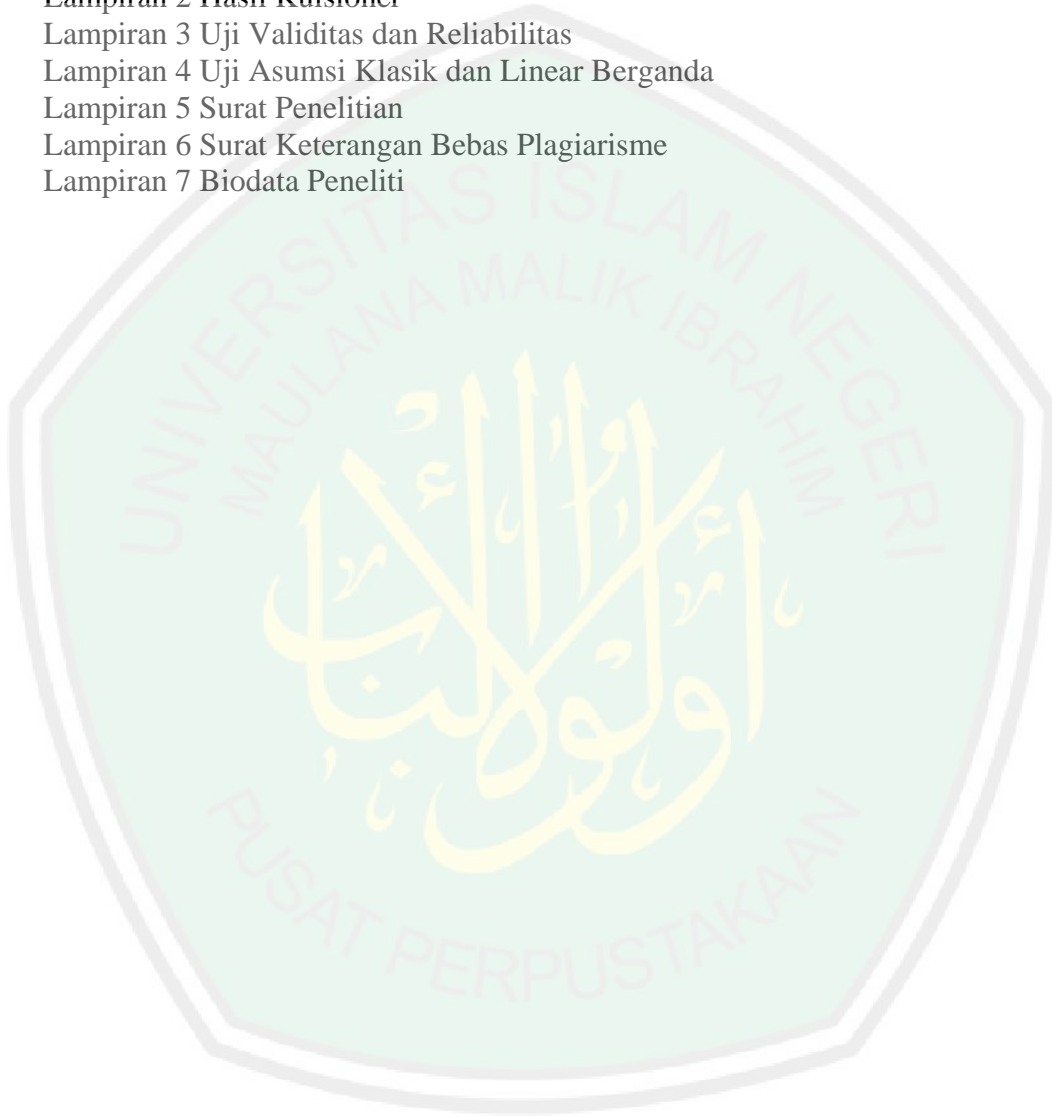 Lampiran 2 Hasil Kuisioner
Lampiran 3 Uji Validitas dan Reliabilitas
Lampiran 4 Uji Asumsi Klasik dan Linear Berganda
Lampiran 5 Surat Penelitian
Lampiran 6 Surat Keterangan Bebas Plagiarisme
Lampiran 7 Biodata Peneliti
UNIVERSITAS ISLAM NEGERI
MAULANA MALIK IBRAHIM
أولوا الألباب
PUSAT PERPUSTAKAAN